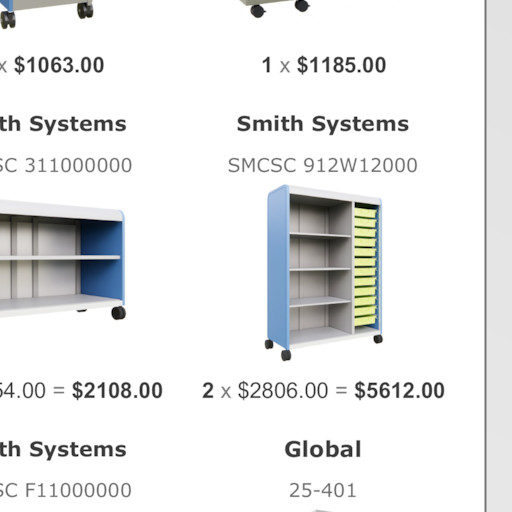 x $1063.00
1 x $1185.00
th Systems
Smith Systems
SC 311000000
SMCSC 912W12000
54.00 = $2108.00
2 x $2806.00 = $5612.00
th Systems
Global
SC F11000000
25-401